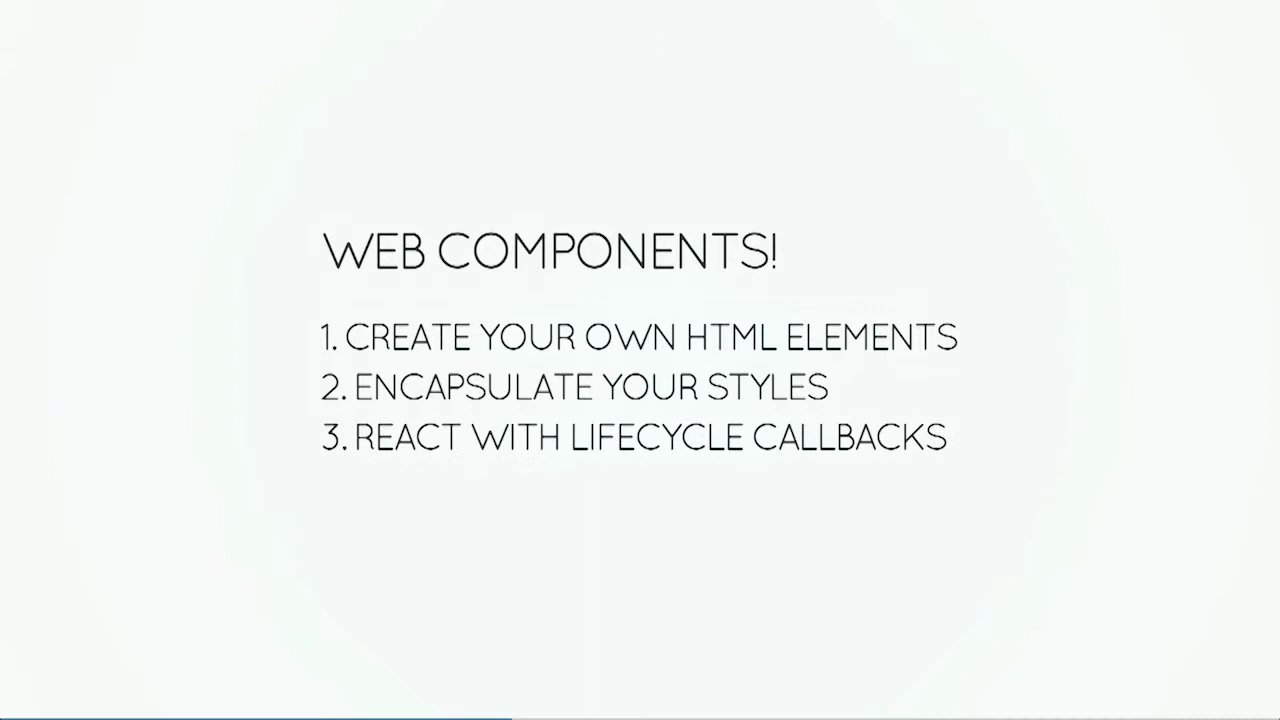 WEB COMPONENTS!
1. CREATE YOUR OWN HTML ELEMENTS
2. ENCAPSULATE YOUR STYLES
3. REACT WITH LIFECYCLE CALLBACKS